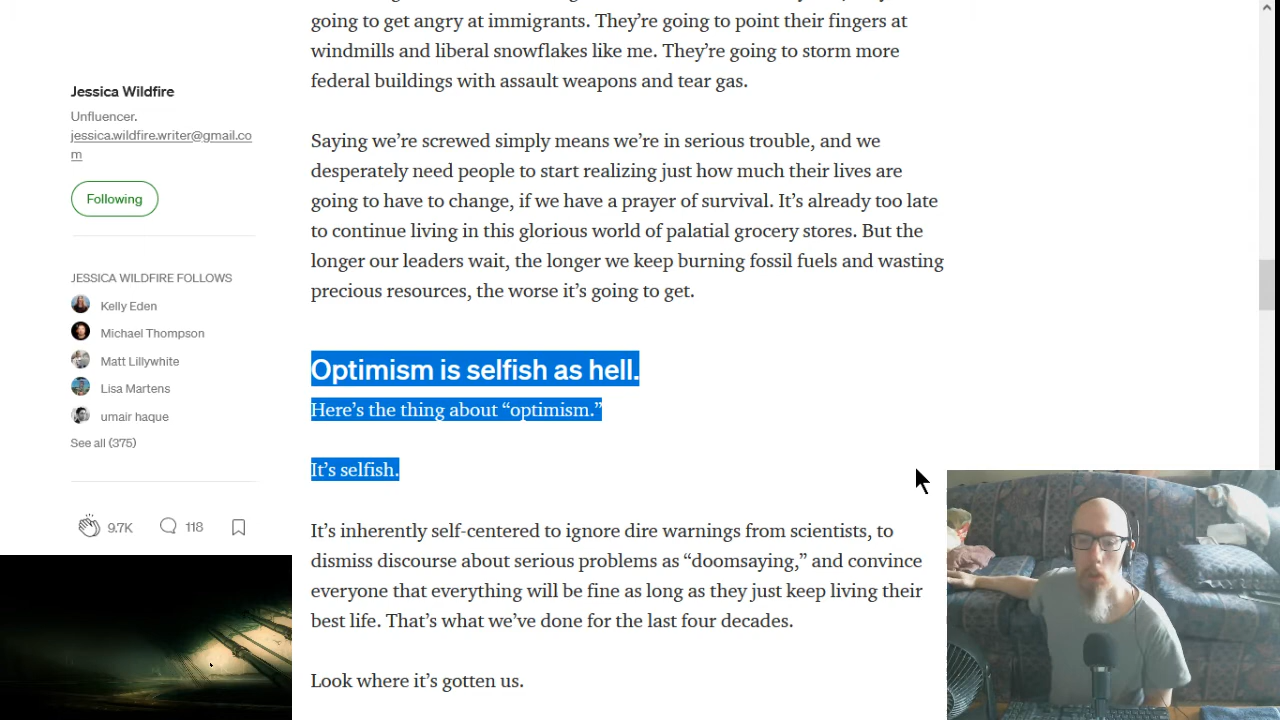 going to get angry at immigrants. They're going to point their fingers at
windmills and liberal snowflakes like me. They're going to storm more
federal buildings with assault weapons and tear gas.
Saying we're screwed simply means we're in serious trouble, and we
desperately need people to start realizing just how much their lives are
going to have to change, if we have a prayer of survival. It's already too late
to continue living in this glorious world of palatial grocery stores. But the
longer our leaders wait, the longer we keep burning fossil fuels and wasting
precious resources, the worse it's going to get.
Optimism is selfish as hell.
Here's the thing about “optimism.”
It's selfish.
It's inherently self-centered to ignore dire warnings from scientists, to
dismiss discourse about serious problems as “doomsaying,” and convince
everyone that everything will be fine as long as they just keep living their
best life. That's what we've done for the last four decades.
Look where it's gotten us.
Jessica Wildfire
Unfluencer.
jessica.wildfire.writer@gmail.co
m
Following
JESSICA WILDFIRE FOLLOWS
Kelly Eden
Michael Thompson
Matt Lillywhite
Lisa Martens
umair haque
See all (375)
9.7K 118